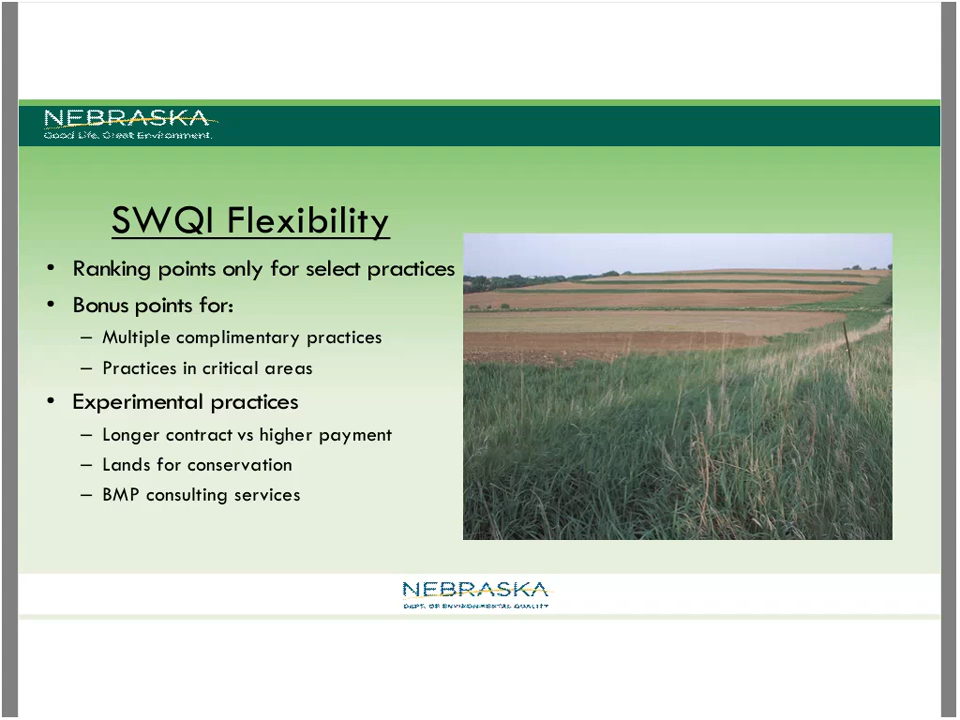 NEBRASKA
Good Life. Great Environment.
SWQI Flexibility
• Ranking points only for select practices
• Bonus points for:
– Multiple complimentary practices
– Practices in critical areas
• Experimental practices
– Longer contract vs higher payment
– Lands for conservation
– BMP consulting services
NEBRASKA
DEPT. OF ENVIRONMENTAL QUALITY